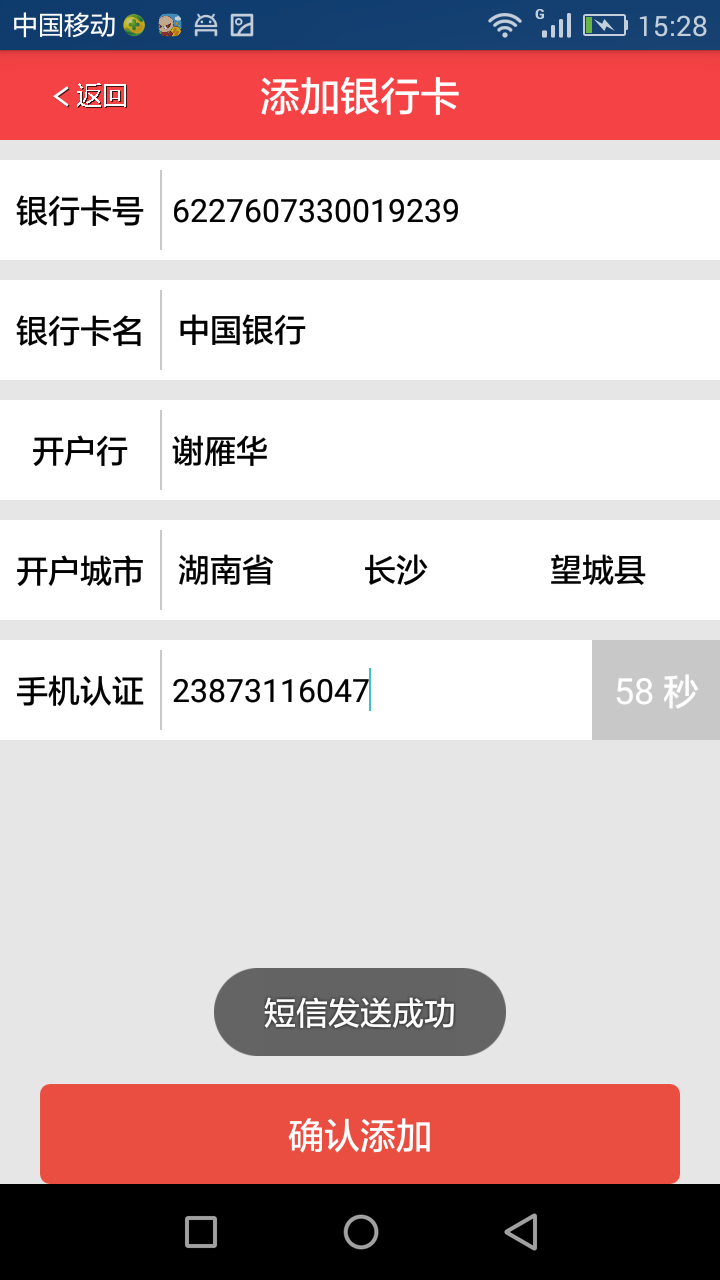 中国移动 G 15:28
< 返回 添加银行卡
银行卡号 6227607330019239
银行卡名 中国银行
开户行 谢雁华
开户城市 湖南省 长沙 望城县
手机认证 23873116047 58 秒
短信发送成功
确认添加